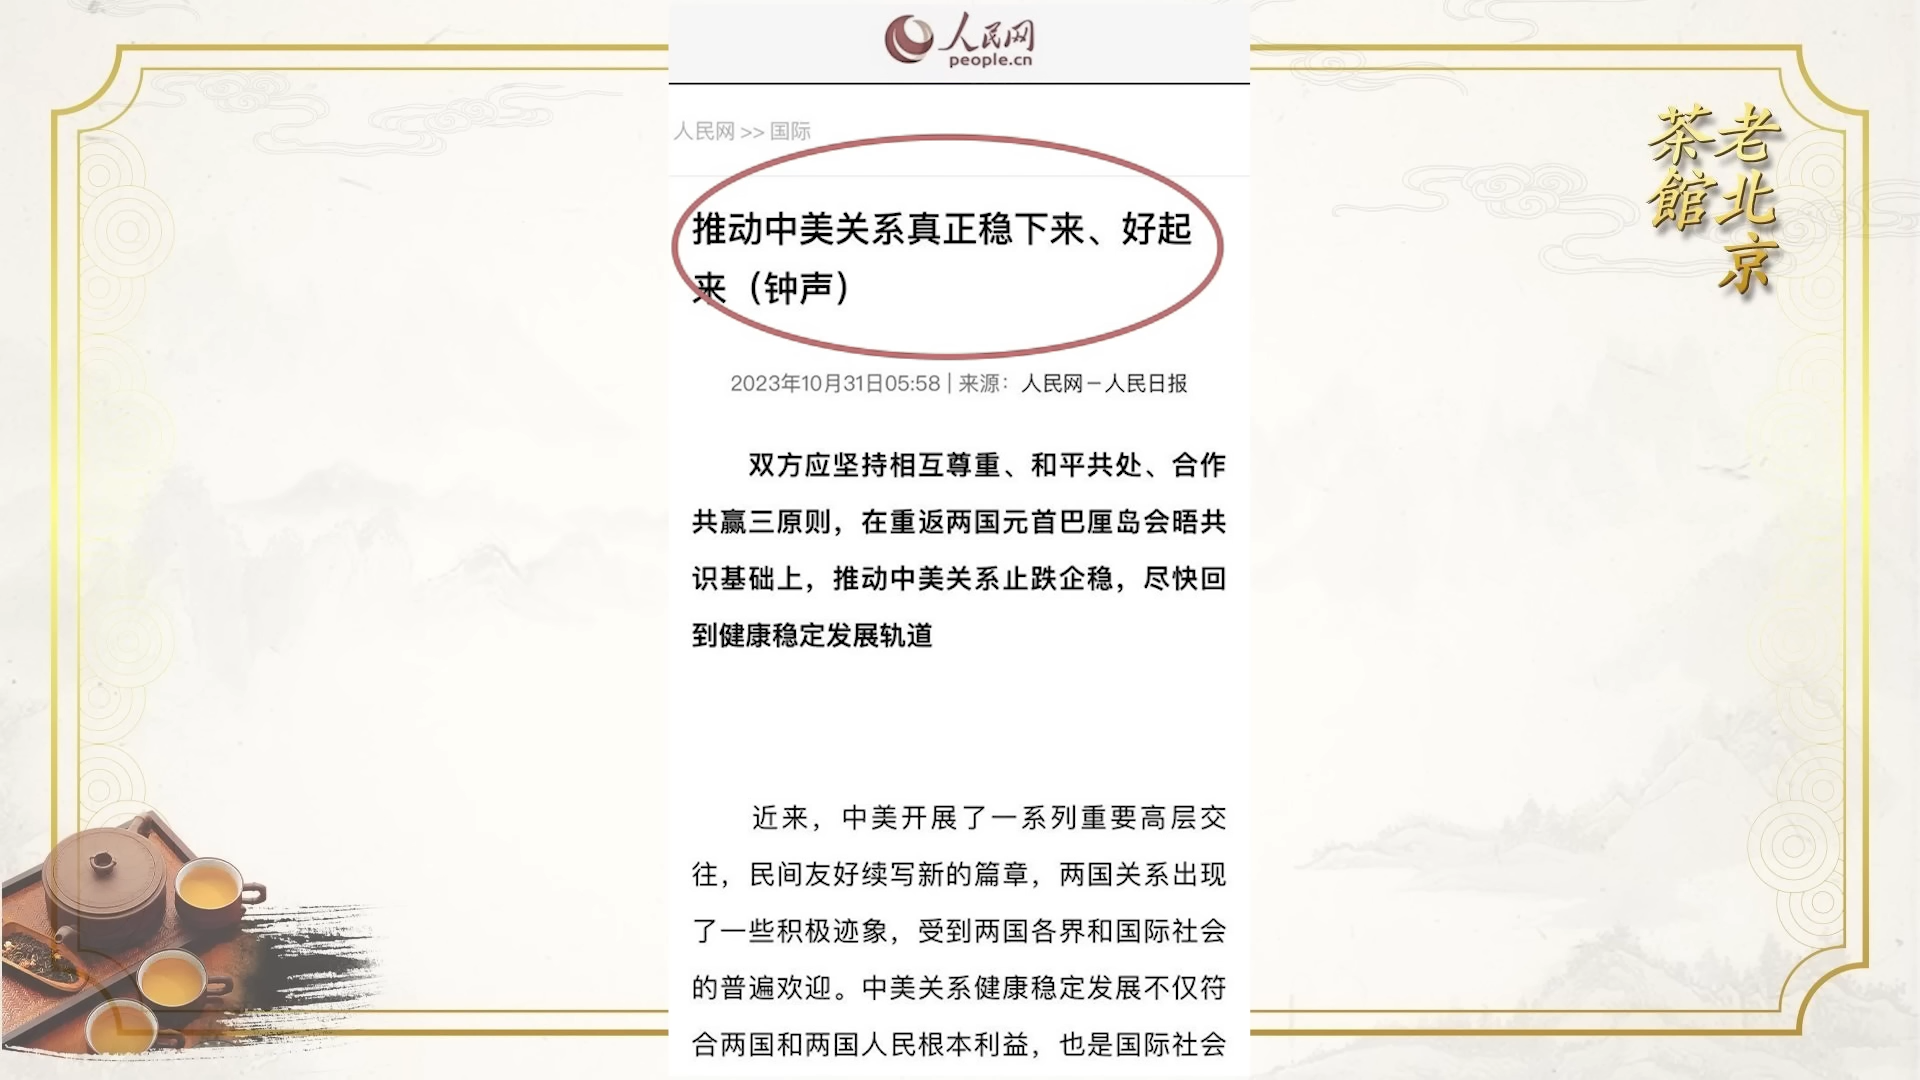 人民网
people.cn
人民网 >> 国际
推动中美关系真正稳下来、好起
来（钟声）
2023年10月31日05:58 | 来源：人民网－人民日报
双方应坚持相互尊重、和平共处、合作
共赢三原则，在重返两国元首巴厘岛会晤共
识基础上，推动中美关系止跌企稳，尽快回
到健康稳定发展轨道
近来，中美开展了一系列重要高层交
往，民间友好续写新的篇章，两国关系出现
了一些积极迹象，受到两国各界和国际社会
的普遍欢迎。中美关系健康稳定发展不仅符
合两国和两国人民根本利益，也是国际社会
老北京
茶館